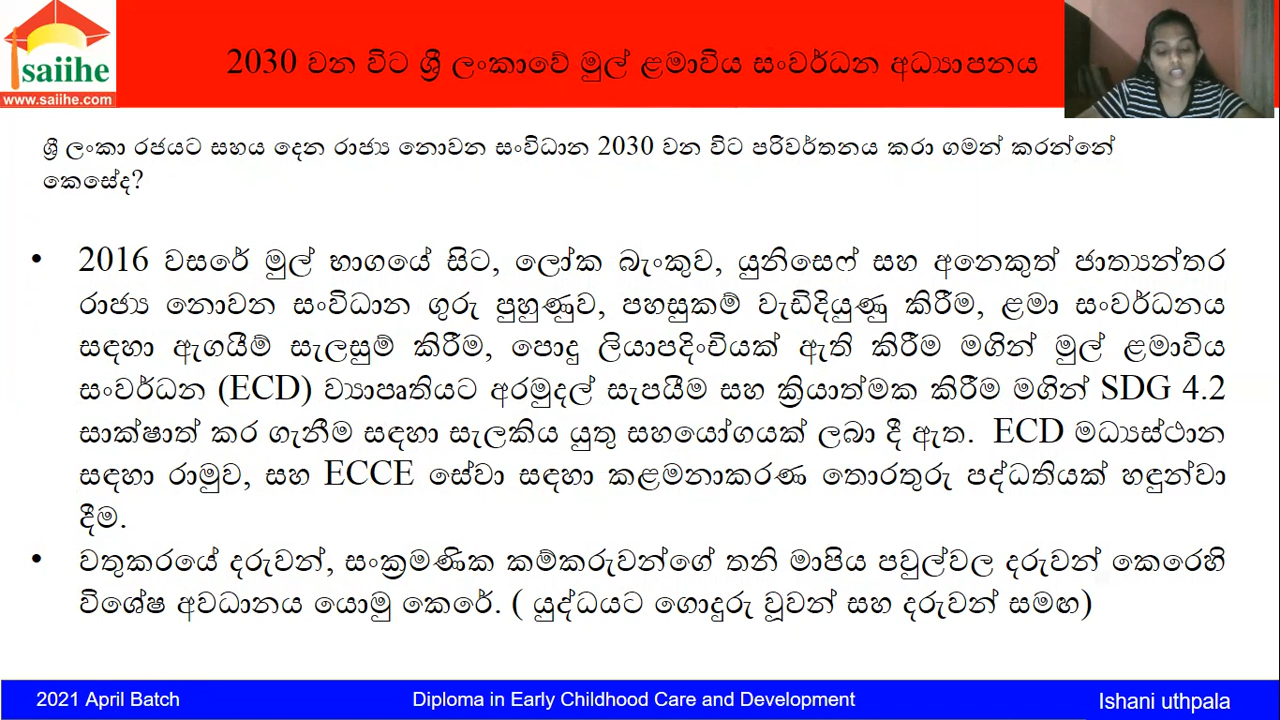 saiihe
www.saiihe.com
2030 වන විට ශ්‍රී ලංකාවේ මුල් ළමාවිය සංවර්ධන අධ්‍යාපනය
ශ්‍රී ලංකා රජයට සහය දෙන රාජ්‍ය නොවන සංවිධාන 2030 වන විට පරිවර්තනය කරා ගමන් කරන්නේ
කෙසේද?
• 2016 වසරේ මුල් භාගයේ සිට, ලෝක බැංකුව, යුනිසෙෆ් සහ අනෙකුත් ජාත්‍යන්තර
රාජ්‍ය නොවන සංවිධාන ගුරු පුහුණුව, පහසුකම් වැඩිදියුණු කිරීම, ළමා සංවර්ධනය
සඳහා ඇගයීම් සැලසුම් කිරීම, පොදු ලියාපදිංචියක් ඇති කිරීම මගින් මුල් ළමාවිය
සංවර්ධන (ECD) ව්‍යාපෘතියට අරමුදල් සැපයීම සහ ක්‍රියාත්මක කිරීම මගින් SDG 4.2
සාක්ෂාත් කර ගැනීම සඳහා සැලකිය යුතු සහයෝගයක් ලබා දී ඇත. ECD මධ්‍යස්ථාන
සඳහා රාමුව, සහ ECCE සේවා සඳහා කළමනාකරණ තොරතුරු පද්ධතියක් හඳුන්වා
දීම.
• වතුකරයේ දරුවන්, සංක්‍රමණික කම්කරුවන්ගේ තනි මාපිය පවුල්වල දරුවන් කෙරෙහි
විශේෂ අවධානය යොමු කෙරේ. ( යුද්ධයට ගොදුරු වූවන් සහ දරුවන් සමඟ)
2021 April Batch
Diploma in Early Childhood Care and Development
Ishani uthpala